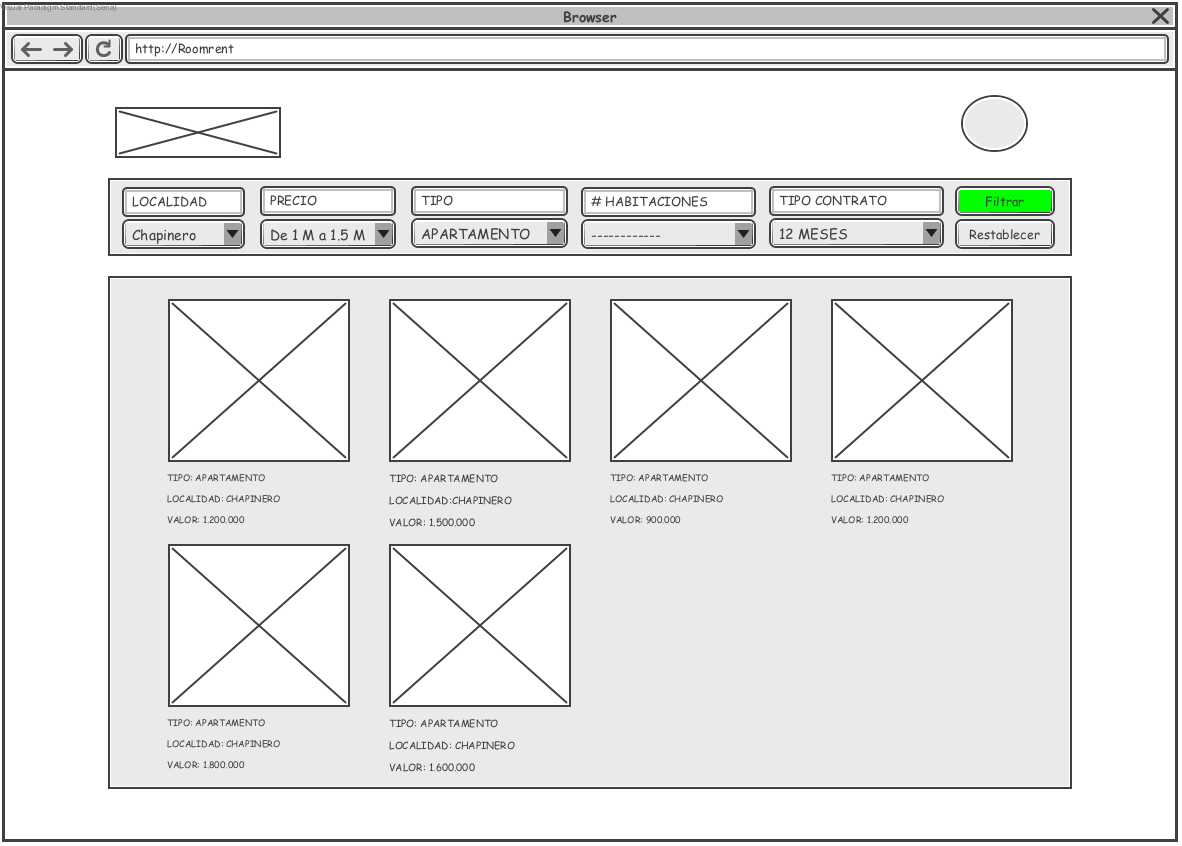 Visual Paradigm Standard(Seria)
Browser
http://Roomrent
LOCALIDAD PRECIO TIPO # HABITACIONES TIPO CONTRATO Filtrar
Chapinero De 1 M a 1.5 M APARTAMENTO ------------ 12 MESES Restablecer
TIPO: APARTAMENTO TIPO: APARTAMENTO TIPO: APARTAMENTO TIPO: APARTAMENTO
LOCALIDAD: CHAPINERO LOCALIDAD:CHAPINERO LOCALIDAD: CHAPINERO LOCALIDAD: CHAPINERO
VALOR: 1.200.000 VALOR: 1.500.000 VALOR: 900.000 VALOR: 1.200.000
TIPO: APARTAMENTO TIPO: APARTAMENTO
LOCALIDAD: CHAPINERO LOCALIDAD: CHAPINERO
VALOR: 1.800.000 VALOR: 1.600.000